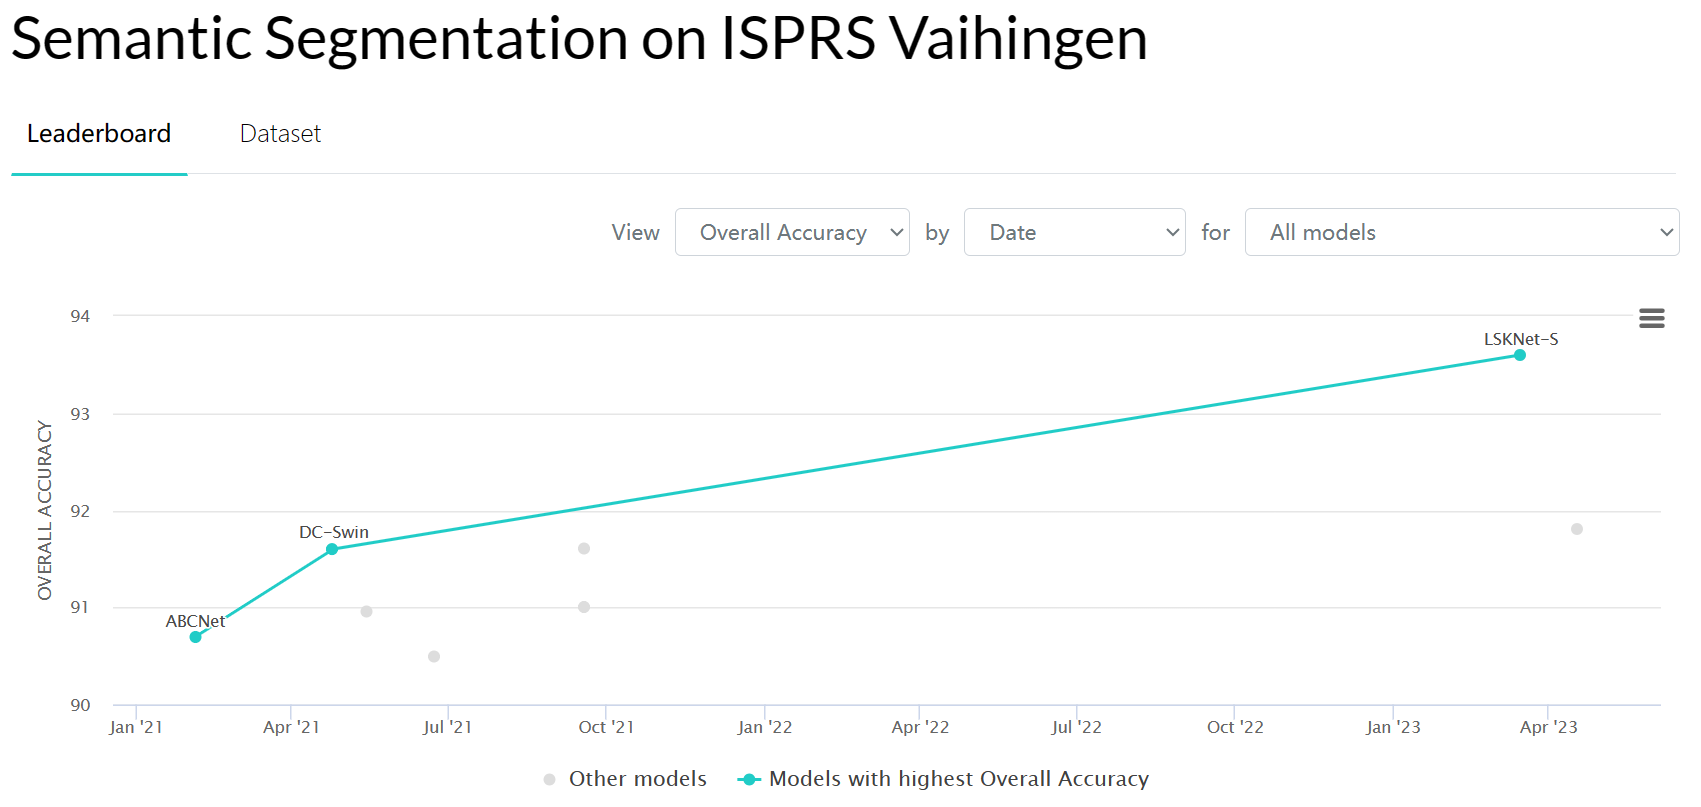 Semantic Segmentation on ISPRS Vaihingen
Leaderboard Dataset
View Overall Accuracy by Date for All models
94
LSKNet-S
93
OVERALL ACCURACY
92
DC-Swin
91
ABCNet
90
Jan '21 Apr '21 Jul '21 Oct '21 Jan '22 Apr '22 Jul '22 Oct '22 Jan '23 Apr '23
Other models Models with highest Overall Accuracy